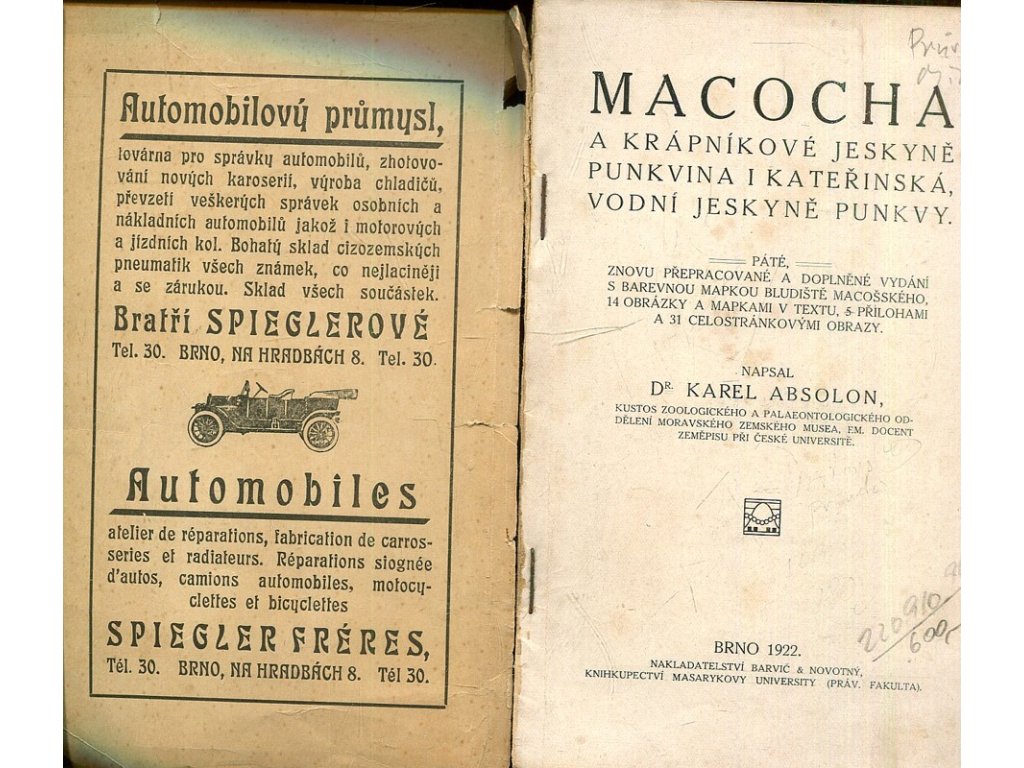 Automobilový průmysl,
továrna pro správky automobilů, zhotovo-
vání nových karoserií, výroba chladičů,
převzetí veškerých správek osobních a
nákladních automobilů jakož i motorových
a jízdních kol. Bohatý sklad cizozemských
pneumatik všech známek, co nejlaciněji
a se zárukou. Sklad všech součástek.
Bratří SPIEGLEROVÉ
Tel. 30. BRNO, NA HRADBÁCH 8. Tel. 30.
Automobiles
atelier de réparations, fabrication de carros-
series et radiateurs. Réparations siognée
d'autos, camions automobiles, motocy-
clettes et bicyclettes
SPIEGLER FRÉRES,
Tél. 30. BRNO, NA HRADBÁCH 8. Tél 30.
MACOCHA
A KRÁPNÍKOVÉ JESKYNĚ
PUNKVINA I KATEŘINSKÁ,
VODNÍ JESKYNĚ PUNKVY.
PÁTÉ,
ZNOVU PŘEPRACOVANÉ A DOPLNĚNÉ VYDÁNÍ
S BAREVNOU MAPKOU BLUDIŠTĚ MACOŠSKÉHO,
14 OBRÁZKY A MAPKAMI V TEXTU, 5 PŘÍLOHAMI
A 31 CELOSTRÁNKOVÝMI OBRAZY.
NAPSAL
DR. KAREL ABSOLON,
KUSTOS ZOOLOGICKÉHO A PALAEONTOLOGICKÉHO OD-
DĚLENÍ MORAVSKÉHO ZEMSKÉHO MUSEA, EM. DOCENT
ZEMĚPISU PŘI ČESKÉ UNIVERSITĚ.
910
220
600,-
BRNO 1922.
NAKLADATELSTVÍ BARVIČ & NOVOTNÝ,
KNIHKUPECTVÍ MASARYKOVY UNIVERSITY (PRÁV. FAKULTA).